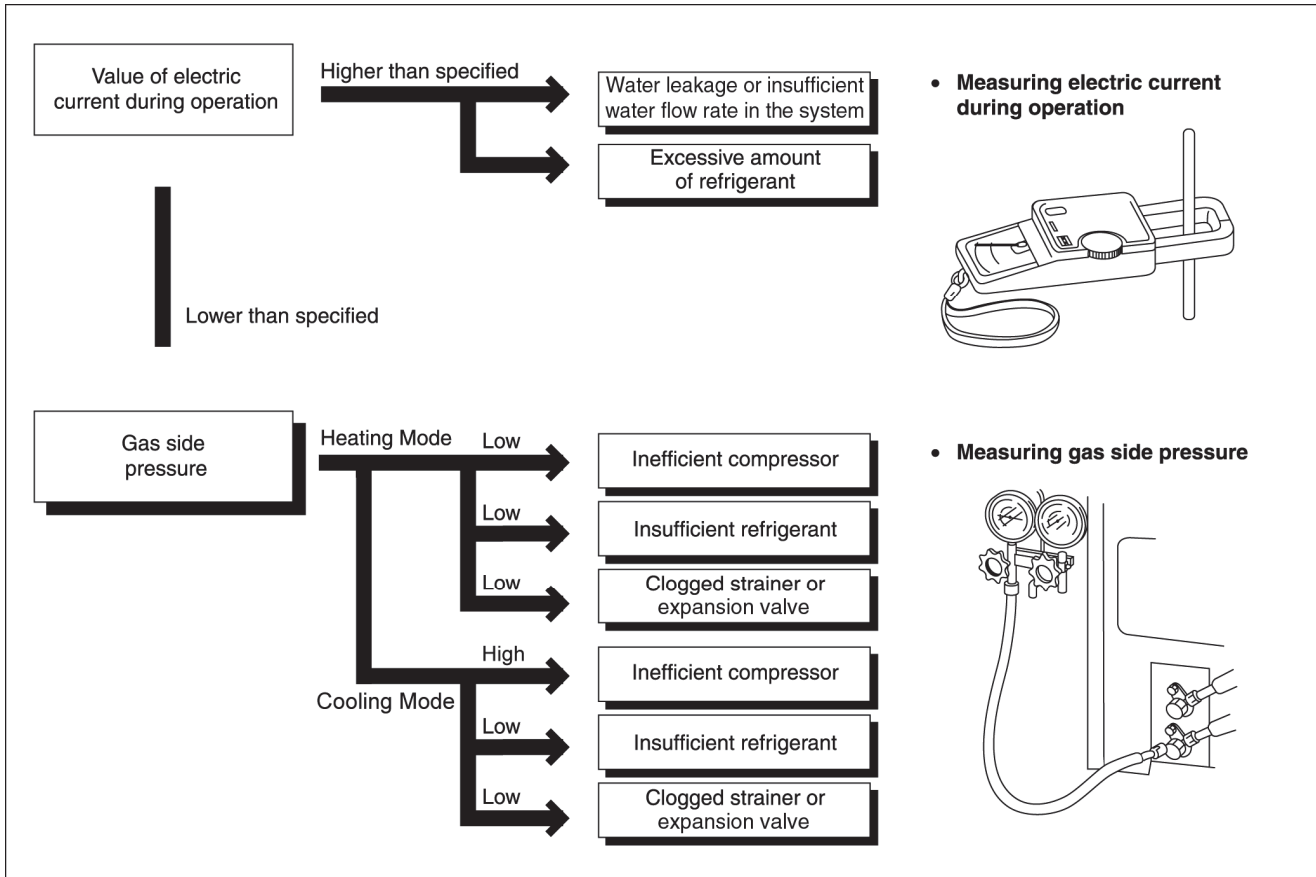 Value of electric
current during operation
Higher than specified
Water leakage or insufficient
water flow rate in the system
Excessive amount
of refrigerant
• Measuring electric current
during operation
Lower than specified
Gas side
pressure
Heating Mode
Low
Inefficient compressor
Low
Insufficient refrigerant
Low
Clogged strainer or
expansion valve
Cooling Mode
High
Inefficient compressor
Low
Insufficient refrigerant
Low
Clogged strainer or
expansion valve
• Measuring gas side pressure